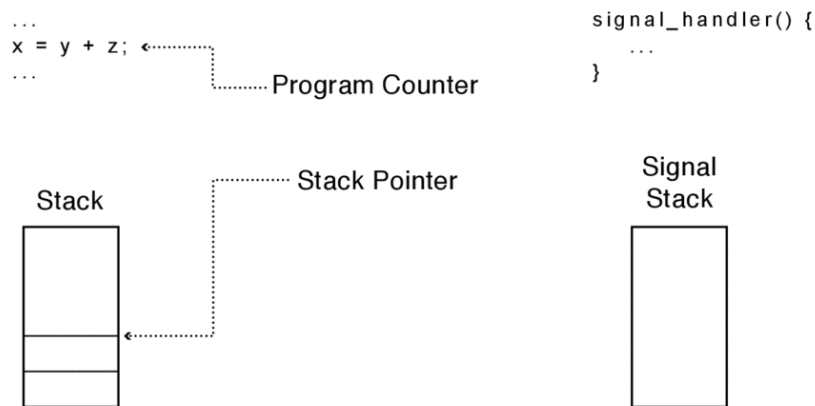 ...
x = y + z;
...
Program Counter
signal_handler() {
...
}
Stack Pointer
Stack
Signal
Stack